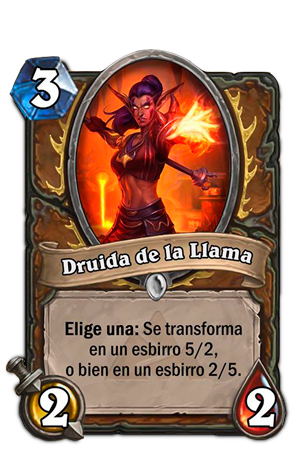 3
Druida de la Llama
Elige una: Se transforma
en un esbirro 5/2,
o bien en un esbirro 2/5.
2
2